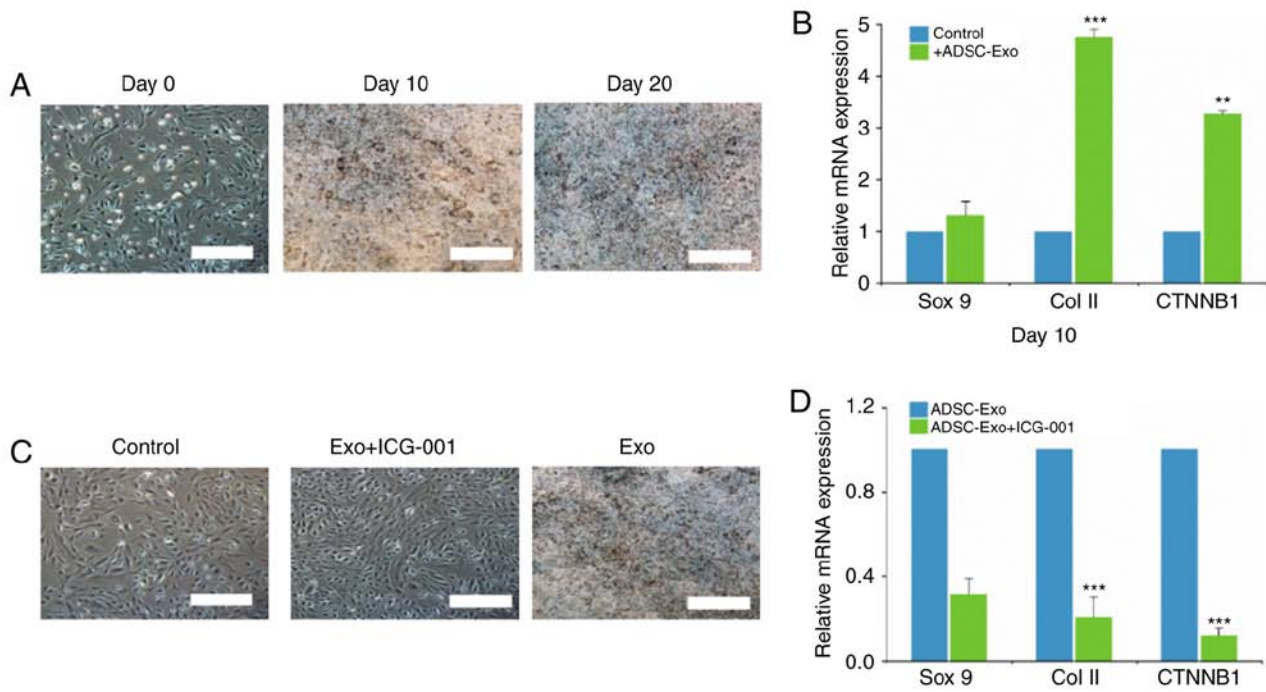 A
Day 0
Day 10
Day 20
B
Control
+ADSC-Exo
Relative mRNA expression
5
4
3
2
1
0
***
**
Sox 9
Col II
CTNNB1
Day 10
C
Control
Exo+ICG-001
Exo
D
ADSC-Exo
ADSC-Exo+ICG-001
Relative mRNA expression
1.2
0.8
0.4
0.0
***
***
Sox 9
Col II
CTNNB1